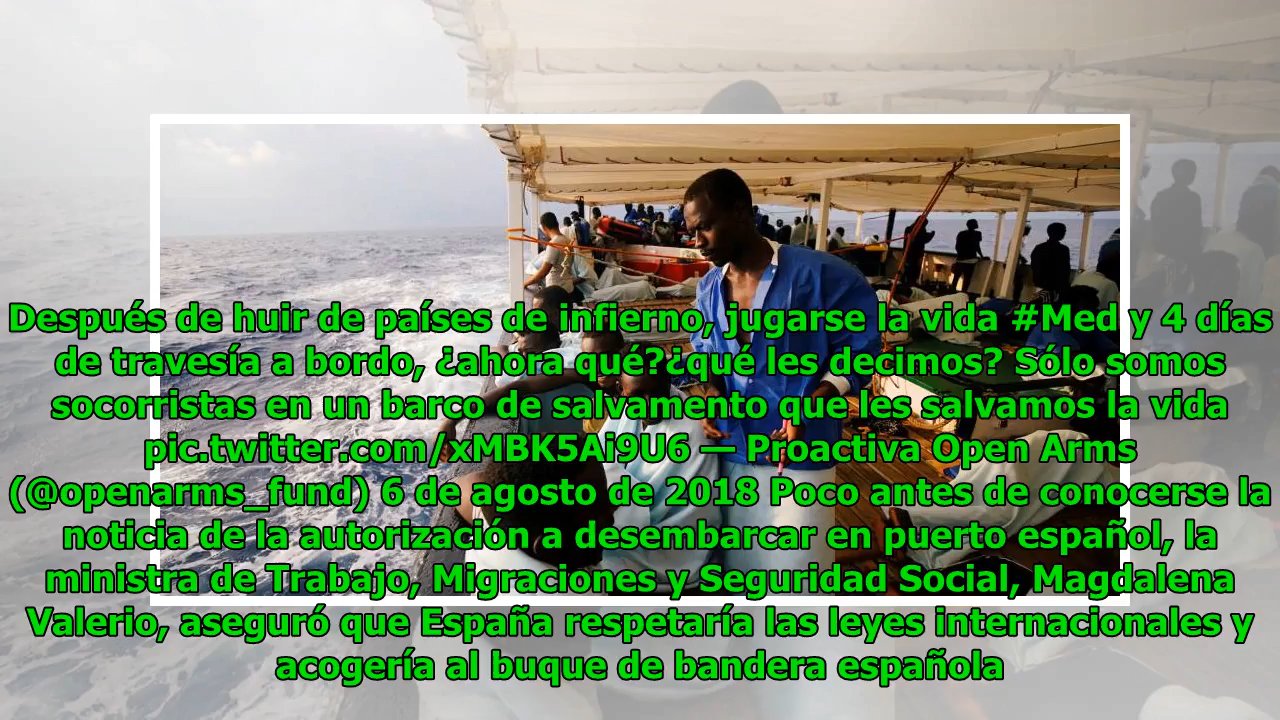 Después de huir de países de infierno, jugarse la vida #Med y 4 días
de travesía a bordo, ¿ahora qué?¿qué les decimos? Sólo somos
socorristas en un barco de salvamento que les salvamos la vida
pic.twitter.com/xMBK5Ai9U6 — Proactiva Open Arms
(@openarms_fund) 6 de agosto de 2018 Poco antes de conocerse la
noticia de la autorización a desembarcar en puerto español, la
ministra de Trabajo, Migraciones y Seguridad Social, Magdalena
Valerio, aseguró que España respetaría las leyes internacionales y
acogería al buque de bandera española